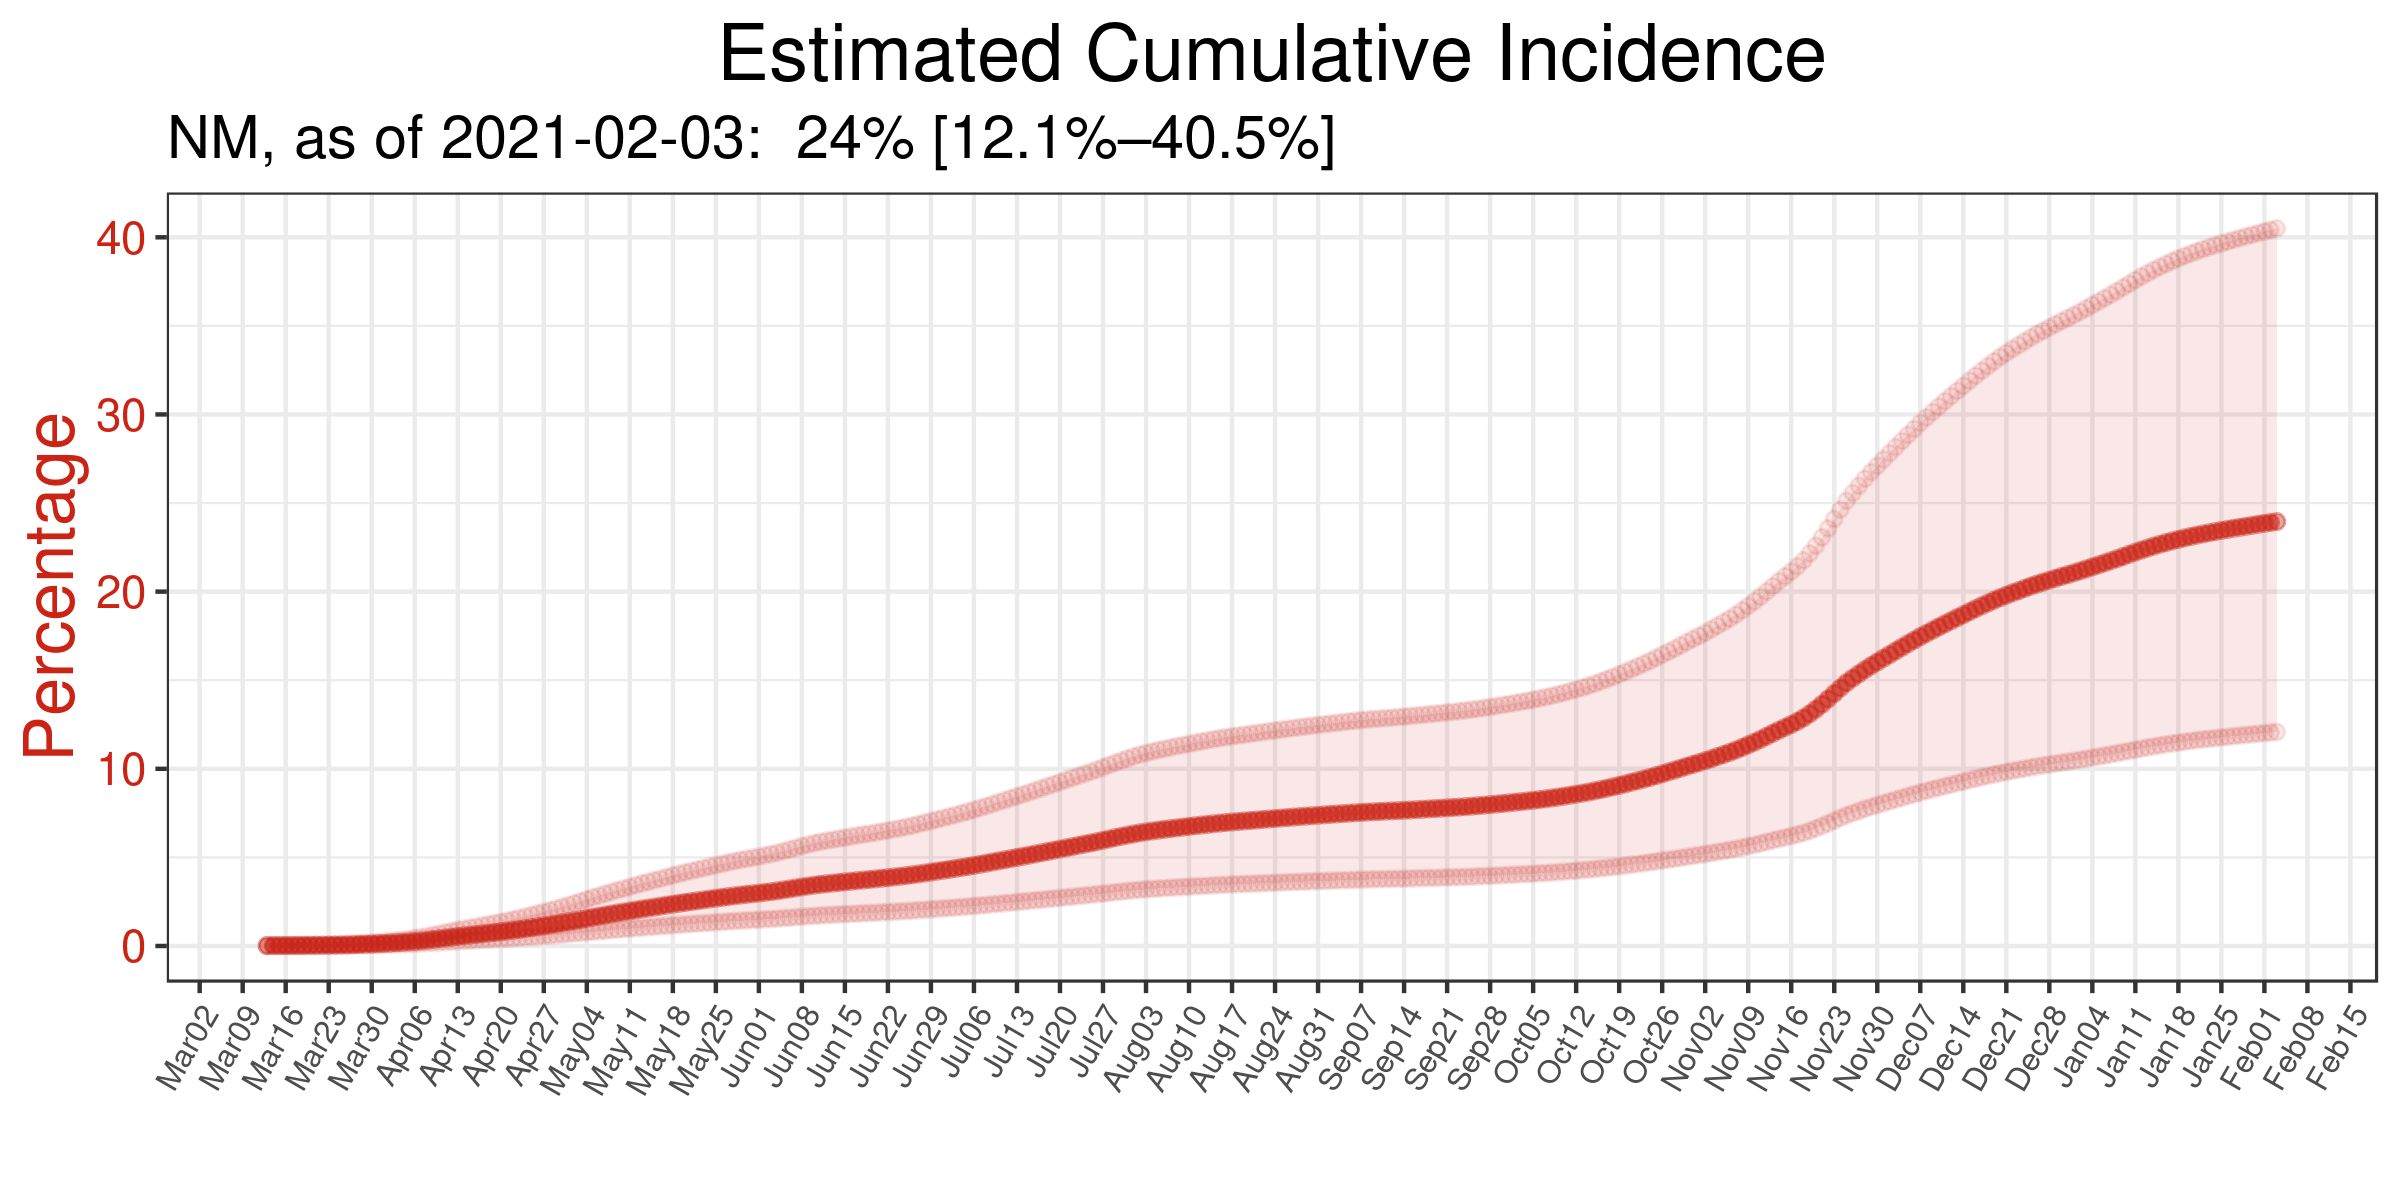 Estimated Cumulative Incidence
NM, as of 2021-02-03:  24% [12.1%–40.5%]
Percentage
40
30
20
10
0
Mar02
Mar09
Mar16
Mar23
Mar30
Apr06
Apr13
Apr20
Apr27
May04
May11
May18
May25
Jun01
Jun08
Jun15
Jun22
Jun29
Jul06
Jul13
Jul20
Jul27
Aug03
Aug10
Aug17
Aug24
Aug31
Sep07
Sep14
Sep21
Sep28
Oct05
Oct12
Oct19
Oct26
Nov02
Nov09
Nov16
Nov23
Nov30
Dec07
Dec14
Dec21
Dec28
Jan04
Jan11
Jan18
Jan25
Feb01
Feb08
Feb15